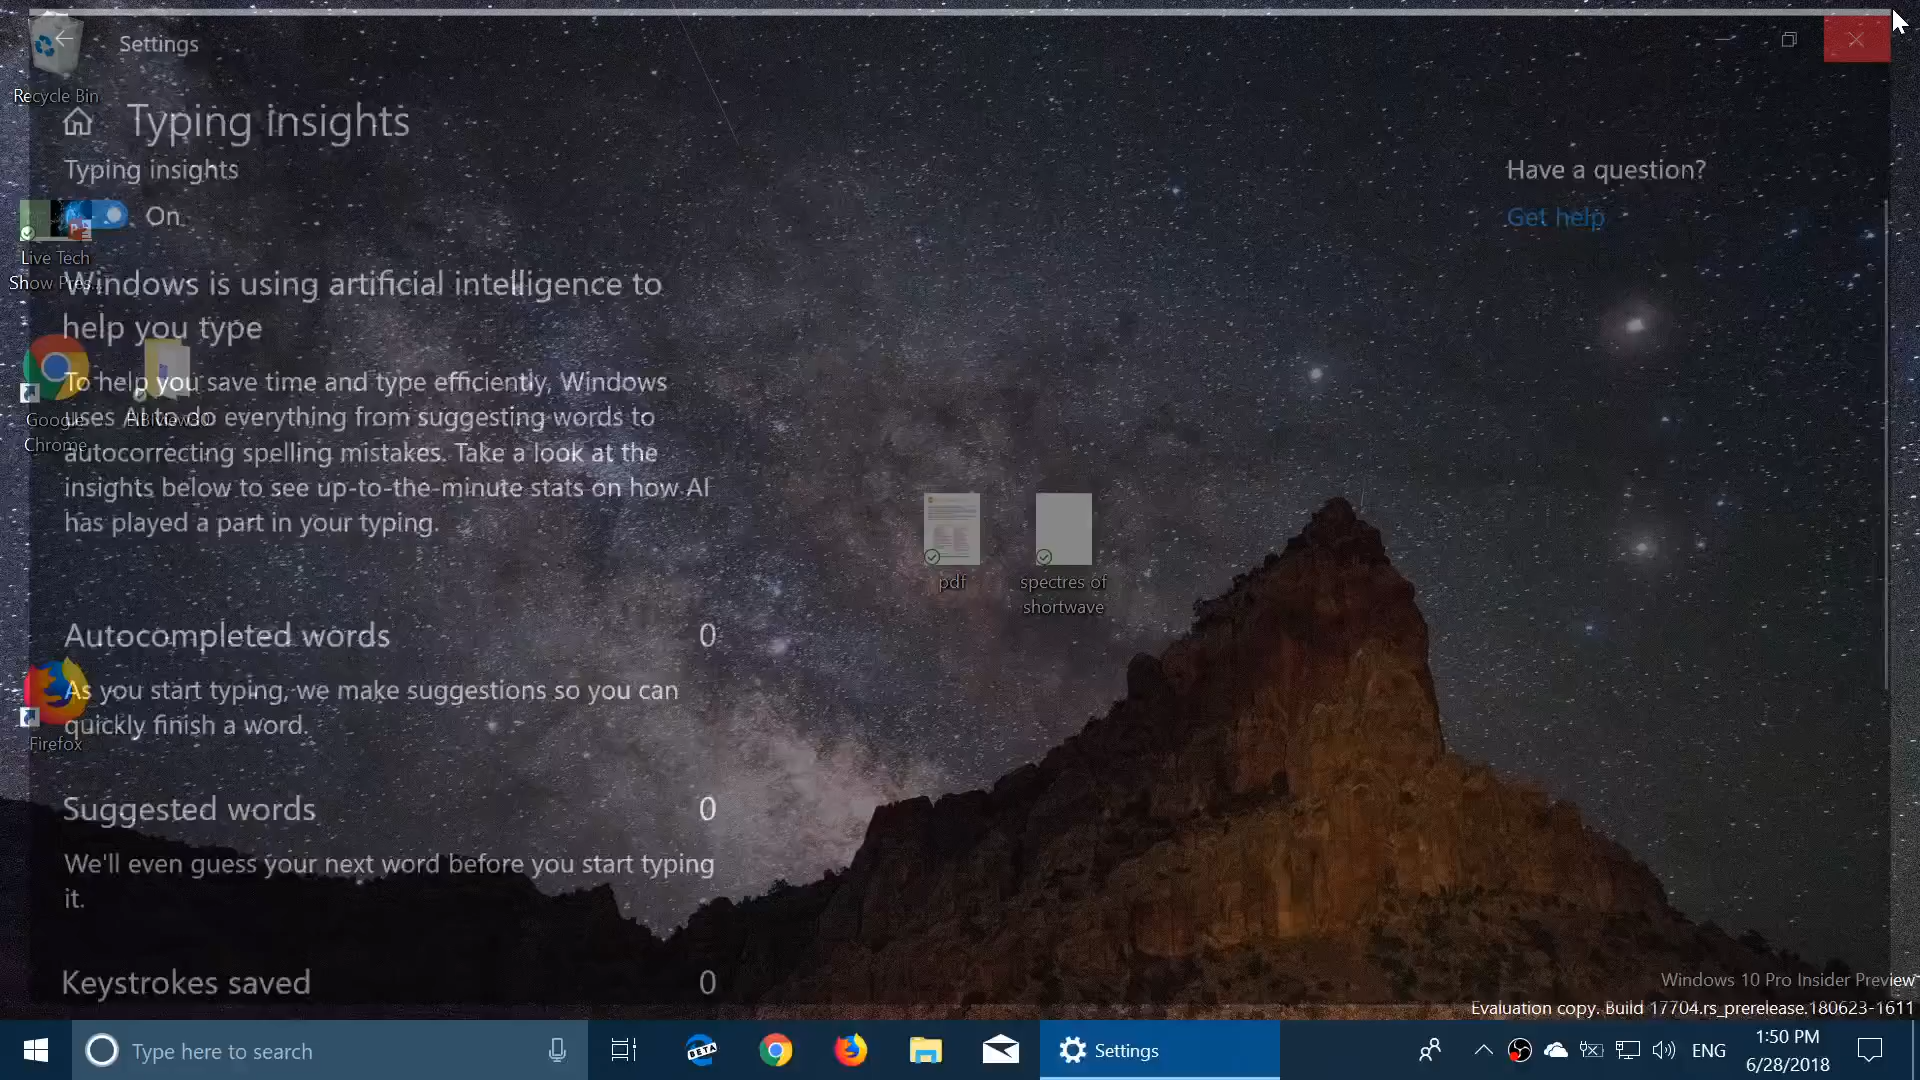 Settings
Recycle Bin
Typing insights
Typing insights
On
Have a question?
Get help
Live Tech
Show Pres...
Windows is using artificial intelligence to
help you type
To help you save time and type efficiently, Windows
uses AI to do everything from suggesting words to
autocorrecting spelling mistakes. Take a look at the
insights below to see up-to-the-minute stats on how AI
has played a part in your typing.
Google
Chrome
pdf
spectres of
shortwave
Autocompleted words 0
As you start typing, we make suggestions so you can
quickly finish a word.
Firefox
Suggested words 0
We'll even guess your next word before you start typing
it.
Keystrokes saved 0
Windows 10 Pro Insider Preview
Evaluation copy. Build 17704.rs_prerelease.180623-1611
Type here to search
BETA
Settings
ENG
1:50 PM
6/28/2018